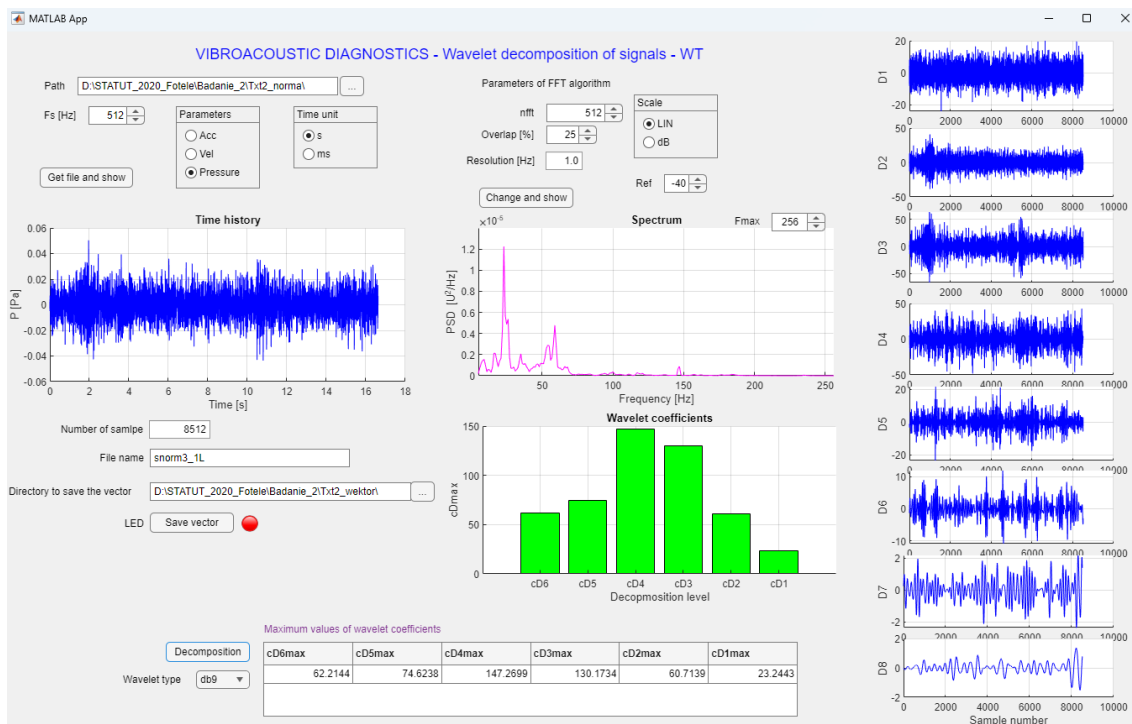 MATLAB App
VIBROACOUSTIC DIAGNOSTICS - Wavelet decomposition of signals - WT
Path D:\STATUT_2020_Fotele\Badanie_2\Txt2_norma\ ...
Fs [Hz] 512
Parameters
Acc
Vel
Pressure
Time unit
s
ms
Get file and show
Parameters of FFT algorithm
nfft 512
Overlap [%] 25
Resolution [Hz] 1.0
Scale
LIN
dB
Ref -40
Change and show
Time history
0.06
0.04
0.02
0
-0.02
-0.04
-0.06
P [Pa]
0 2 4 6 8 10 12 14 16 18
Time [s]
Spectrum
Fmax 256
×10-5
1.2
1
0.8
0.6
0.4
0.2
0
PSD [U2/Hz]
50 100 150 200 250
Frequency [Hz]
Number of samlpe 8512
File name snorm3_1L
Directory to save the vector D:\STATUT_2020_Fotele\Badanie_2\Txt2_wektor\ ...
LED Save vector
Wavelet coefficients
150
100
50
0
cDmax
cD6 cD5 cD4 cD3 cD2 cD1
Decopmosition level
Maximum values of wavelet coefficients
Decomposition
Wavelet type db9
cD6max cD5max cD4max cD3max cD2max cD1max
62.2144 74.6238 147.2699 130.1734 60.7139 23.2443
20
0
-20
D1
0 2000 4000 6000 8000 10000
50
0
-50
D2
0 2000 4000 6000 8000 10000
50
0
-50
D3
0 2000 4000 6000 8000 10000
50
0
-50
D4
0 2000 4000 6000 8000 10000
20
0
-20
D5
0 2000 4000 6000 8000 10000
10
0
-10
D6
0 2000 4000 6000 8000 10000
2
0
-2
D7
0 2000 4000 6000 8000 10000
2
0
-2
D8
0 2000 4000 6000 8000 10000
Sample number